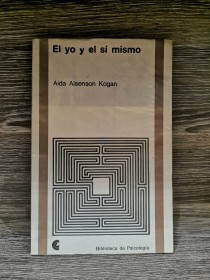 El yo y el sí mismo
Aída Aisenson Kogan
Biblioteca de Psicología